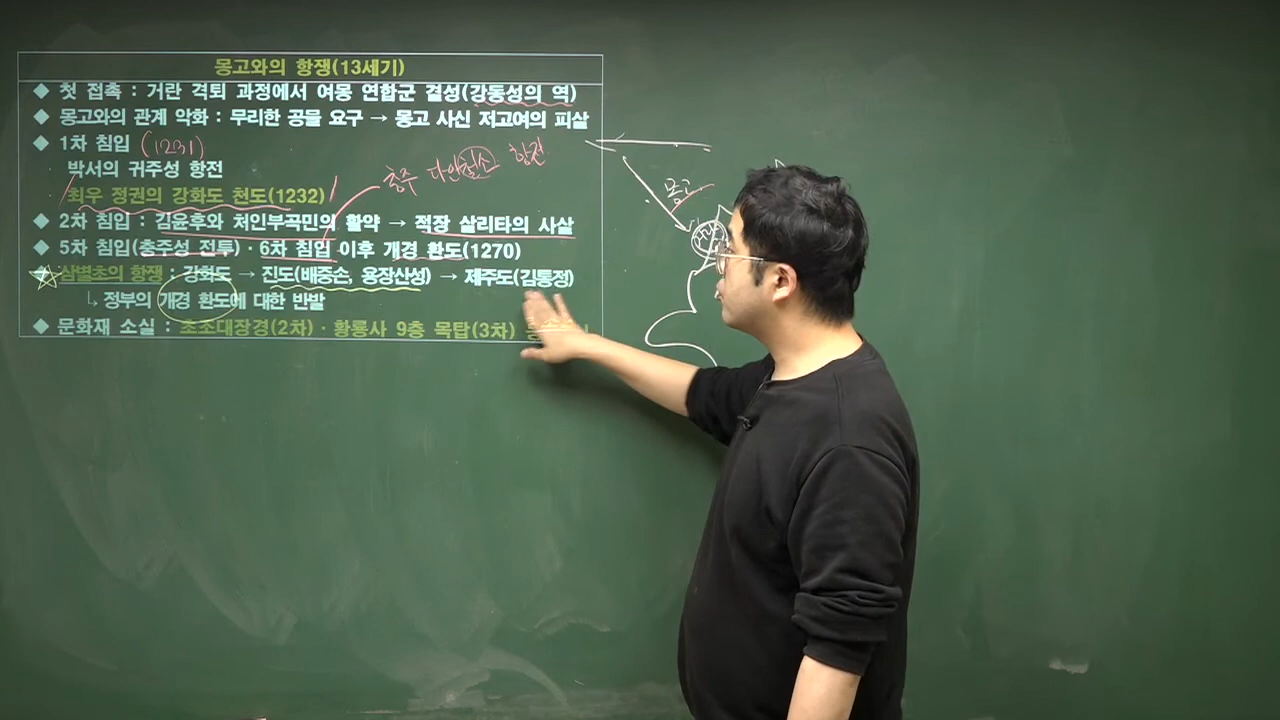 몽고와의 항쟁(13세기)
◆ 첫 접촉 : 거란 격퇴 과정에서 여몽 연합군 결성(강동성의 역)
◆ 몽고와의 관계 악화 : 무리한 공물 요구 → 몽고 사신 저고여의 피살
◆ 1차 침입 (1231)
박서의 귀주성 항전
충주 다인철소 항전
최우 정권의 강화도 천도(1232)
◆ 2차 침입 : 김윤후와 처인부곡민의 활약 → 적장 살리타의 사살
◆ 5차 침입(충주성 전투)·6차 침입 이후 개경 환도(1270)
삼별초의 항쟁 : 강화도 → 진도(배중손, 용장산성) → 제주도(김통정)
↳ 정부의 개경 환도에 대한 반발
◆ 문화재 소실 : 초조대장경(2차)·황룡사 9층 목탑(3차)
몽고